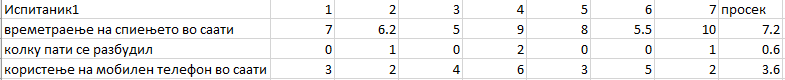 Испитаник1 1 2 3 4 5 6 7 просек
времетраење на спиењето во саати 7 6.2 5 9 8 5.5 10 7.2
колку пати се разбудил 0 1 0 2 0 0 1 0.6
користење на мобилен телефон во саати 3 2 4 6 3 5 2 3.6